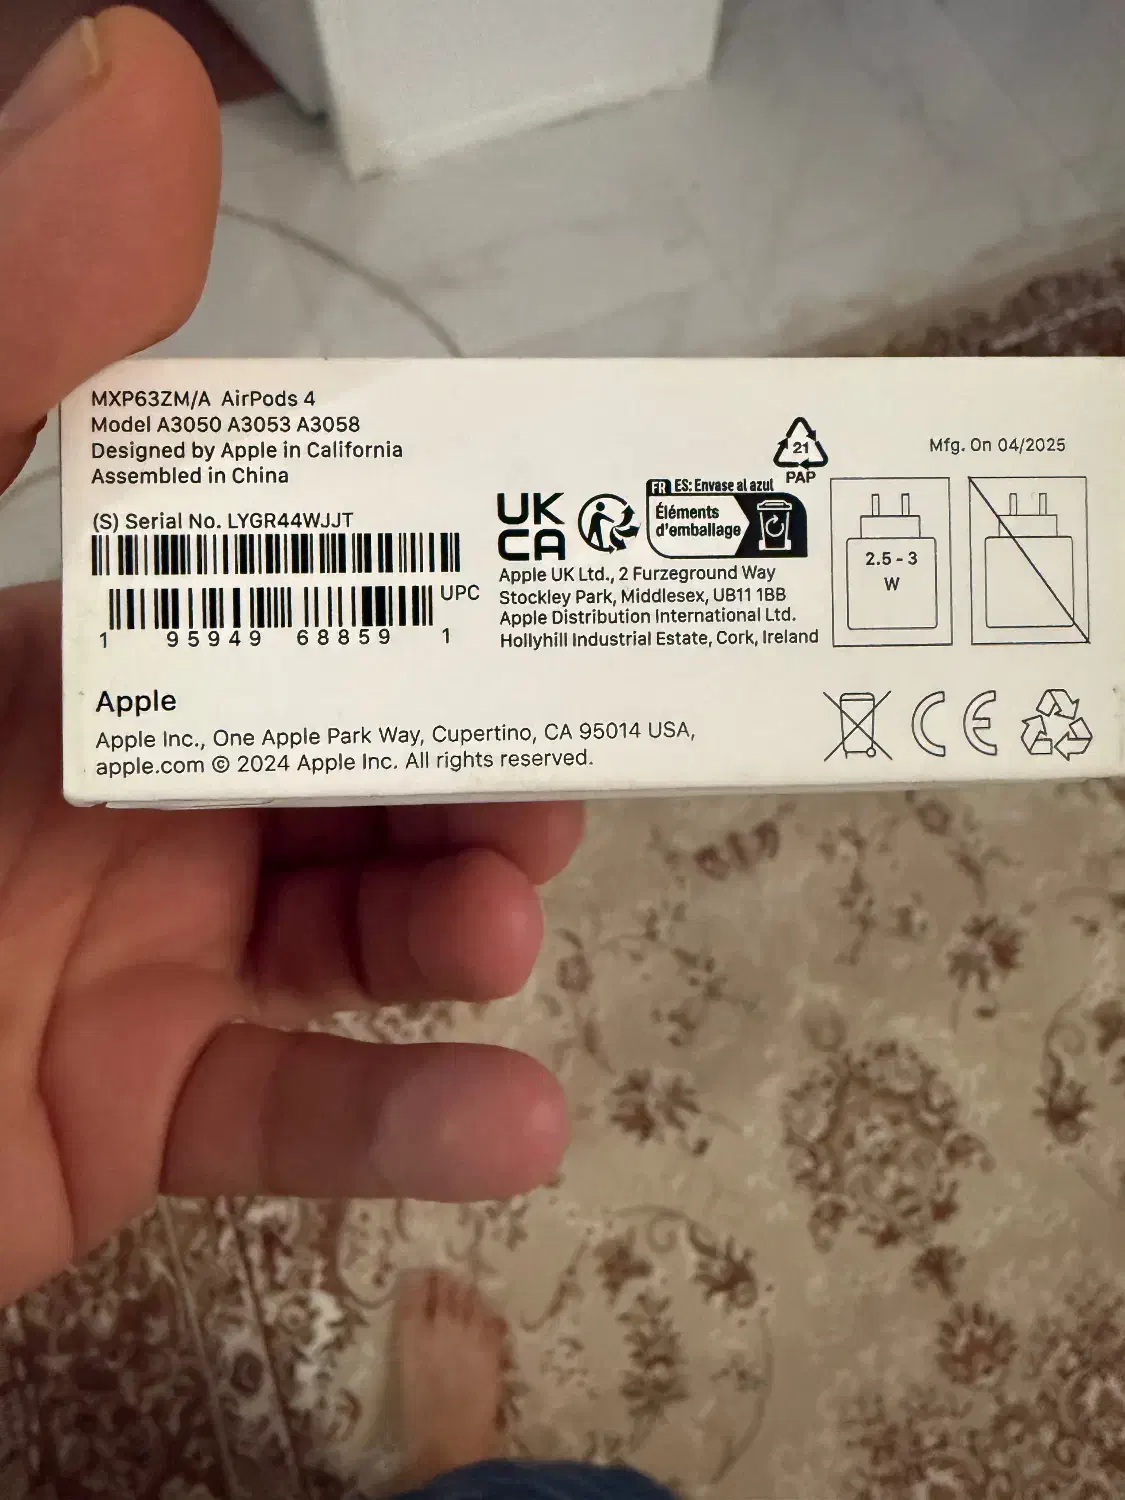 MXP63ZM/A AirPods 4
Model A3050 A3053 A3058
Designed by Apple in California
Assembled in China
(S) Serial No. LYGR44WJJT
UPC
1 95949 68859 1
UK
CA
FR ES: Envase al azul
Éléments
d'emballage
21
PAP
Mfg. On 04/2025
2.5 - 3
W
Apple UK Ltd., 2 Furzeground Way
Stockley Park, Middlesex, UB11 1BB
Apple Distribution International Ltd.
Hollyhill Industrial Estate, Cork, Ireland
Apple
Apple Inc., One Apple Park Way, Cupertino, CA 95014 USA,
apple.com © 2024 Apple Inc. All rights reserved.
CE